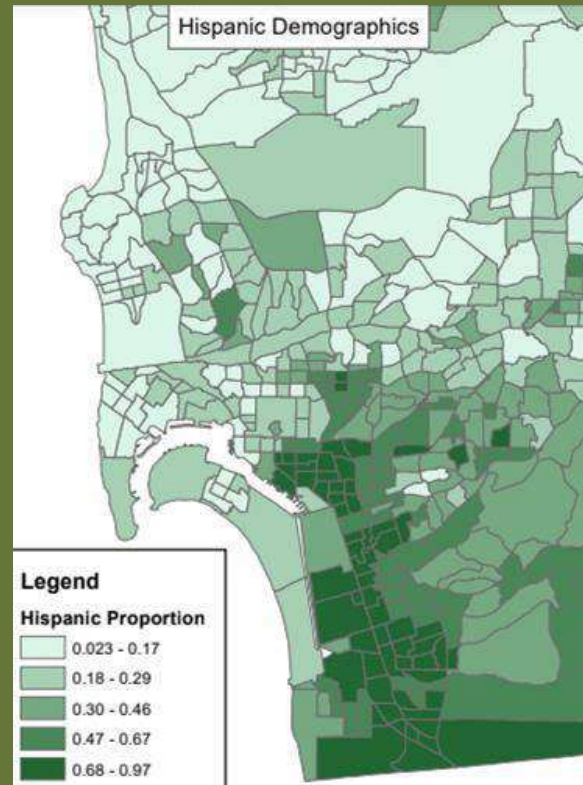 Hispanic Demographics
Legend
Hispanic Proportion
0.023 - 0.17
0.18 - 0.29
0.30 - 0.46
0.47 - 0.67
0.68 - 0.97